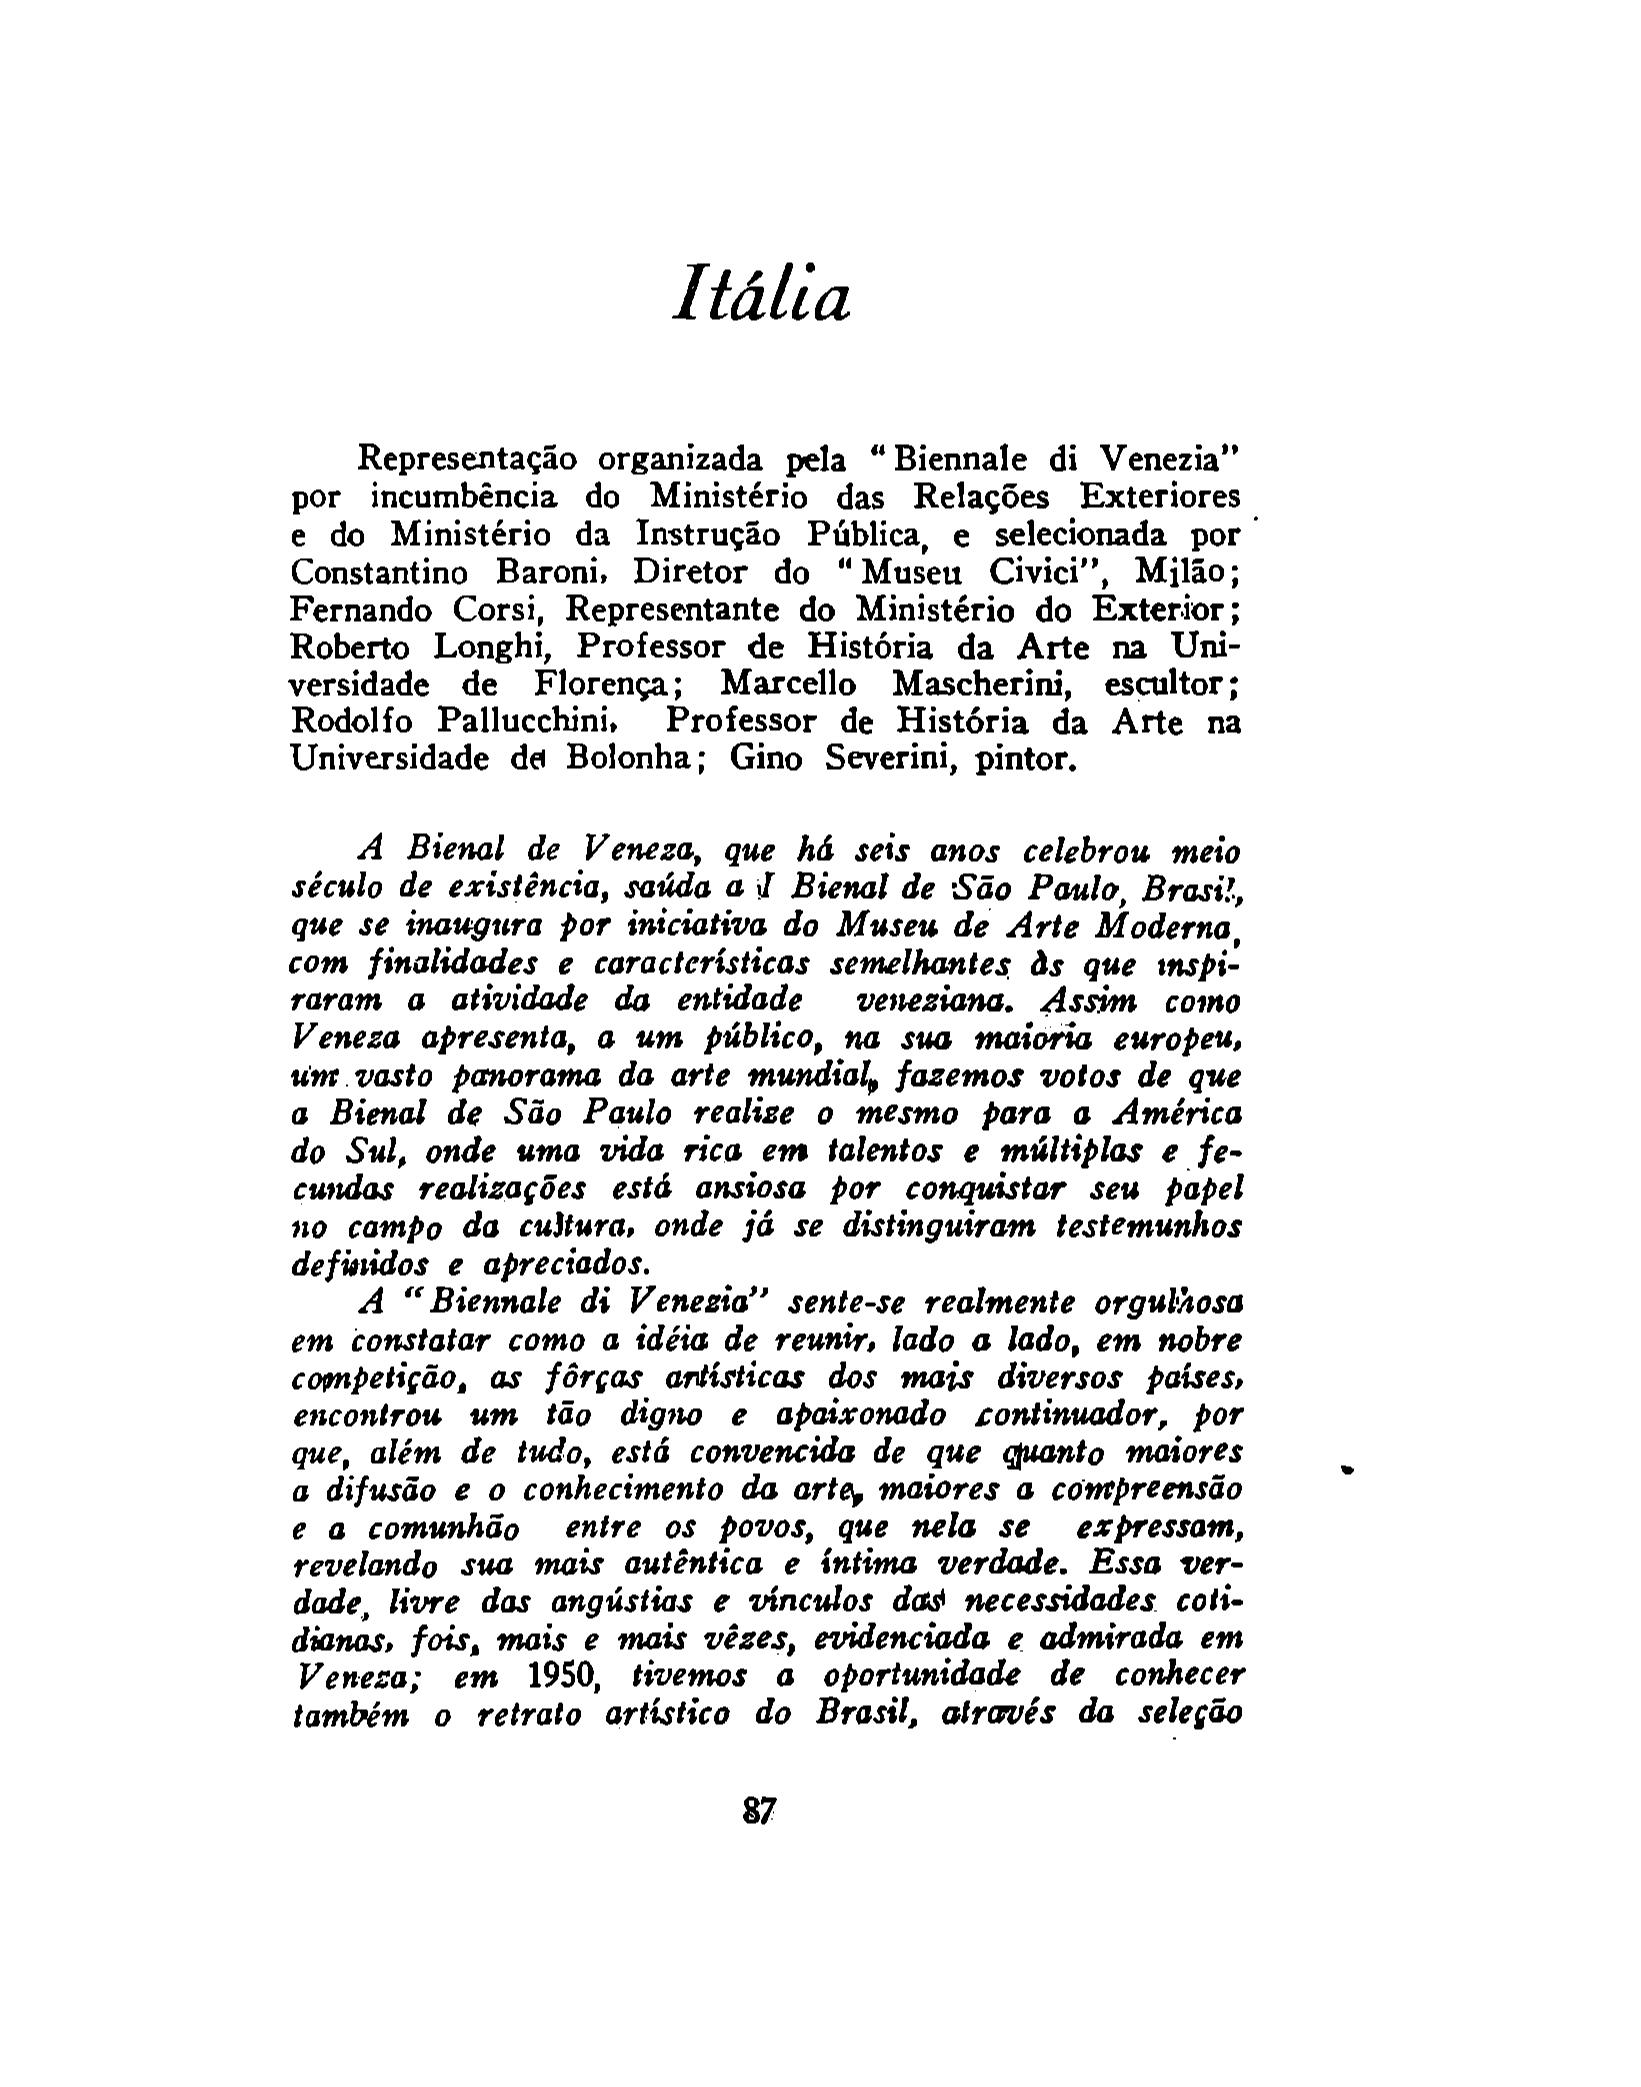 Itália
Representação organizada pela "Biennale di Venezia"
por incumbência do Ministério das Relações Exteriores
e do Ministério da Instrução Pública, e selecionada por
Constantino Baroni, Diretor do "Museu Civici", Milão;
Fernando Corsi, Representante do Ministério do Exterior;
Roberto Longhi, Professor de História da Arte na Uni-
versidade de Florença; Marcello Mascherini, escultor;
Rodolfo Pallucchini, Professor de História da Arte na
Universidade de Bolonha; Gino Severini, pintor.
A Bienal de Veneza, que há seis anos celebrou meio
século de existência, saúda a I Bienal de São Paulo, Brasil,
que se inaugura por iniciativa do Museu de Arte Moderna,
com finalidades e características semelhantes às que inspi-
raram a atividade da entidade veneziana. Assim como
Veneza apresenta, a um público, na sua maioria europeu,
um vasto panorama da arte mundial, fazemos votos de que
a Bienal de São Paulo realize o mesmo para a América
do Sul, onde uma vida rica em talentos e múltiplas e fe-
cundas realizações está ansiosa por conquistar seu papel
no campo da cultura, onde já se distinguiram testemunhos
definidos e apreciados.
A "Biennale di Venezia" sente-se realmente orgulhosa
em constatar como a idéia de reunir, lado a lado, em nobre
competição, as fôrças artísticas dos mais diversos países,
encontrou um tão digno e apaixonado continuador, por
que, além de tudo, está convencida de que quanto maiores
a difusão e o conhecimento da arte, maiores a compreensão
e a comunhão entre os povos, que nela se expressam,
revelando sua mais autêntica e íntima verdade. Essa ver-
dade, livre das angústias e vínculos das necessidades coti-
dianas, fois, mais e mais vêzes, evidenciada e admirada em
Veneza; em 1950, tivemos a oportunidade de conhecer
também o retrato artístico do Brasil, através da seleção
87